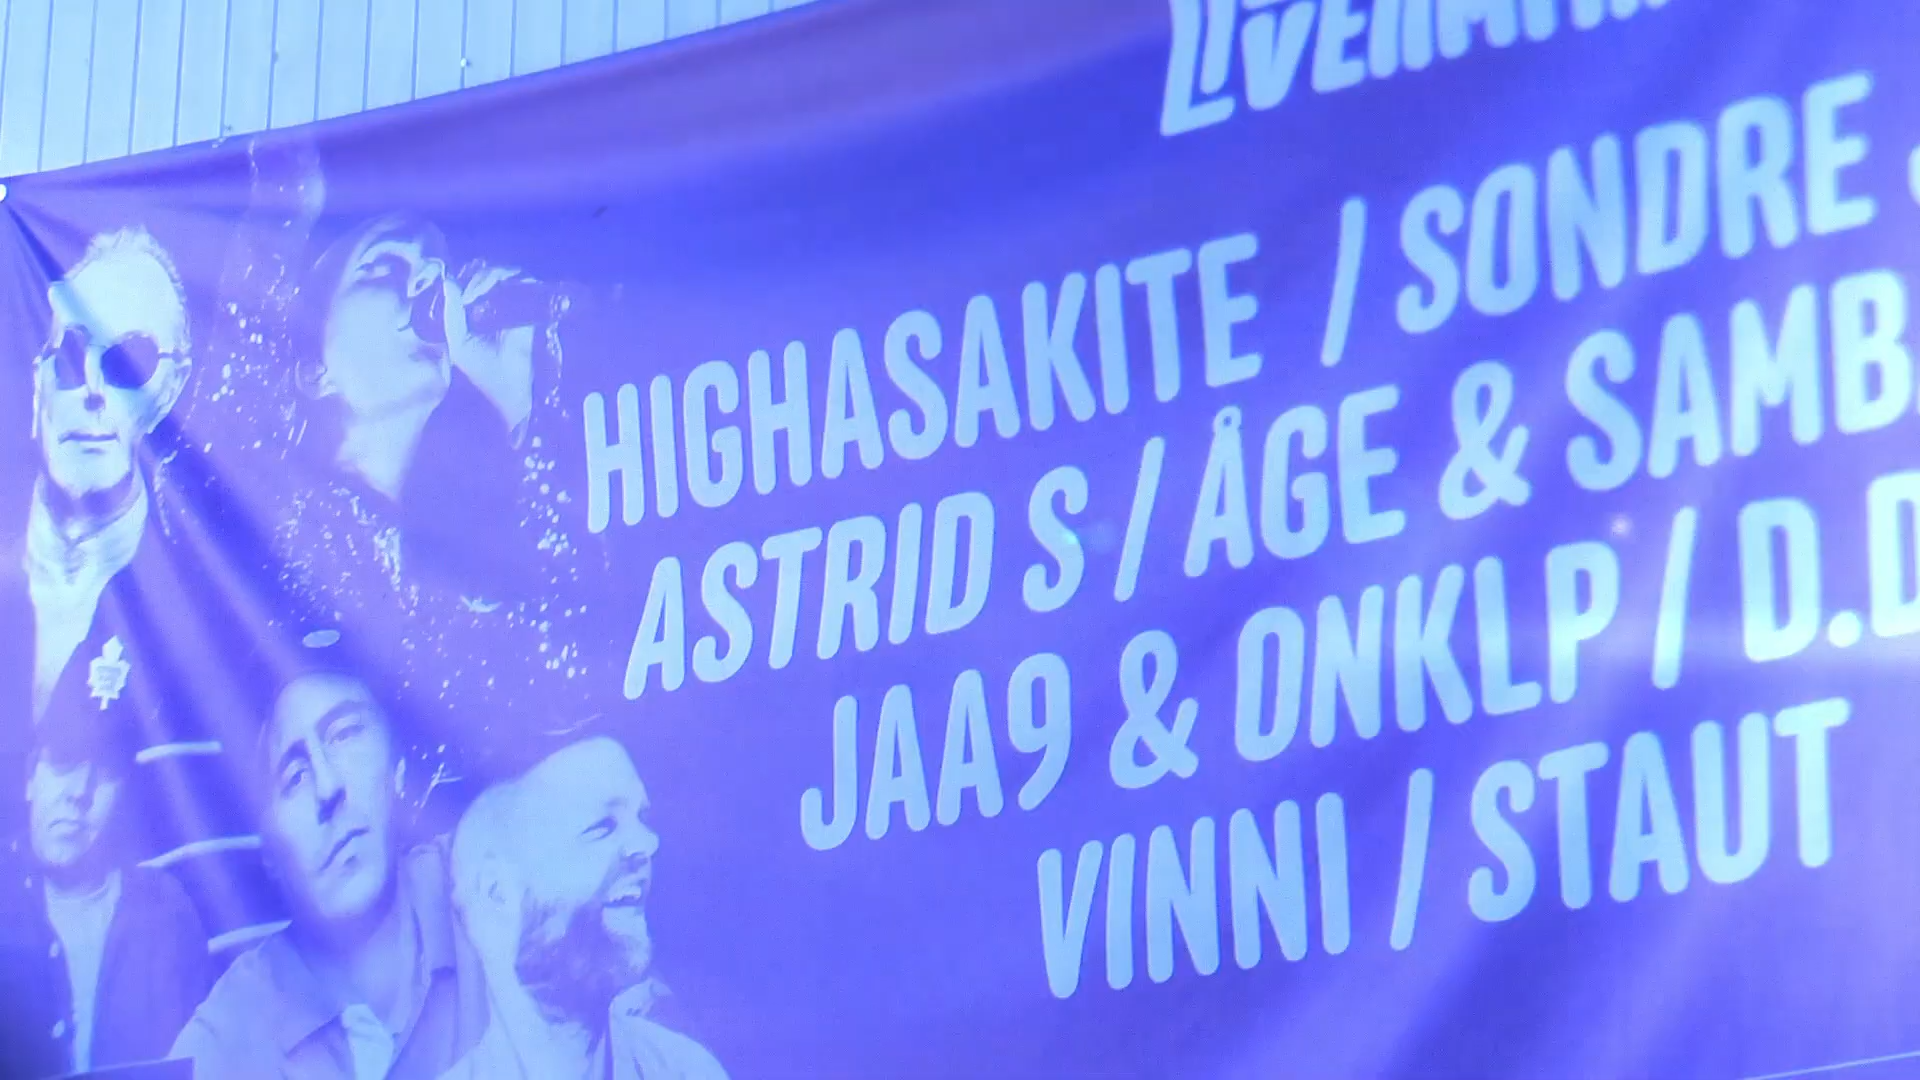 HIGHASAKITE / SONDRE
ASTRID S / ÅGE & SAMB
JAA9 & ONKLP / D.D
VINNI / STAUT